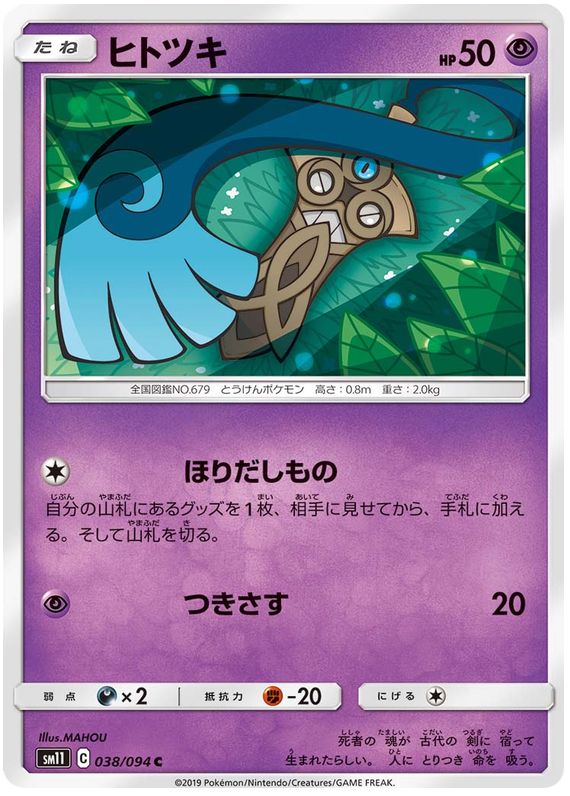 たね ヒトツキ HP50
全国図鑑NO.679 とうけんポケモン 高さ:0.8m 重さ:2.0kg
ほりだしもの
自分の山札にあるグッズを1枚、相手に見せてから、手札に加え
る。そして山札を切る。
つきさす 20
弱点 ×2 抵抗力 -20 にげる
Illus.MAHOU
SM11 C 038/094 C
死者の 魂が 古代の 剣に 宿って
生まれたらしい。人に とりつき 命を 吸う。
©2019 Pokémon/Nintendo/Creatures/GAME FREAK.